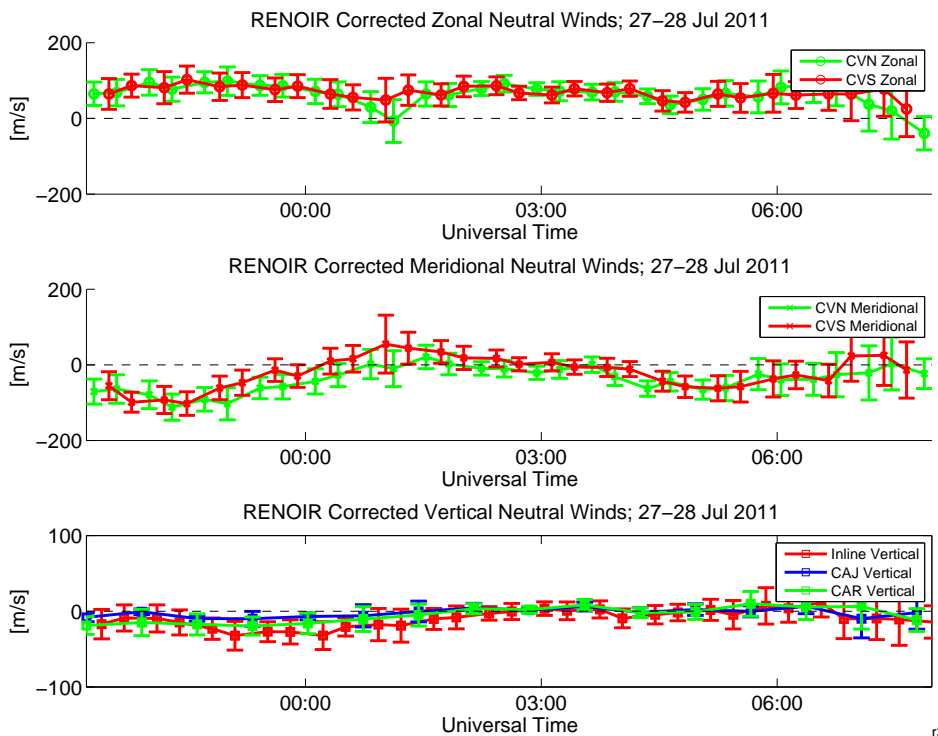 RENOIR Corrected Zonal Neutral Winds; 27−28 Jul 2011
200
0
−200
[m/s]
CVN Zonal
CVS Zonal
00:00
03:00
06:00
Universal Time
RENOIR Corrected Meridional Neutral Winds; 27−28 Jul 2011
200
0
−200
[m/s]
CVN Meridional
CVS Meridional
00:00
03:00
06:00
Universal Time
RENOIR Corrected Vertical Neutral Winds; 27−28 Jul 2011
100
0
−100
[m/s]
Inline Vertical
CAJ Vertical
CAR Vertical
00:00
03:00
06:00
Universal Time